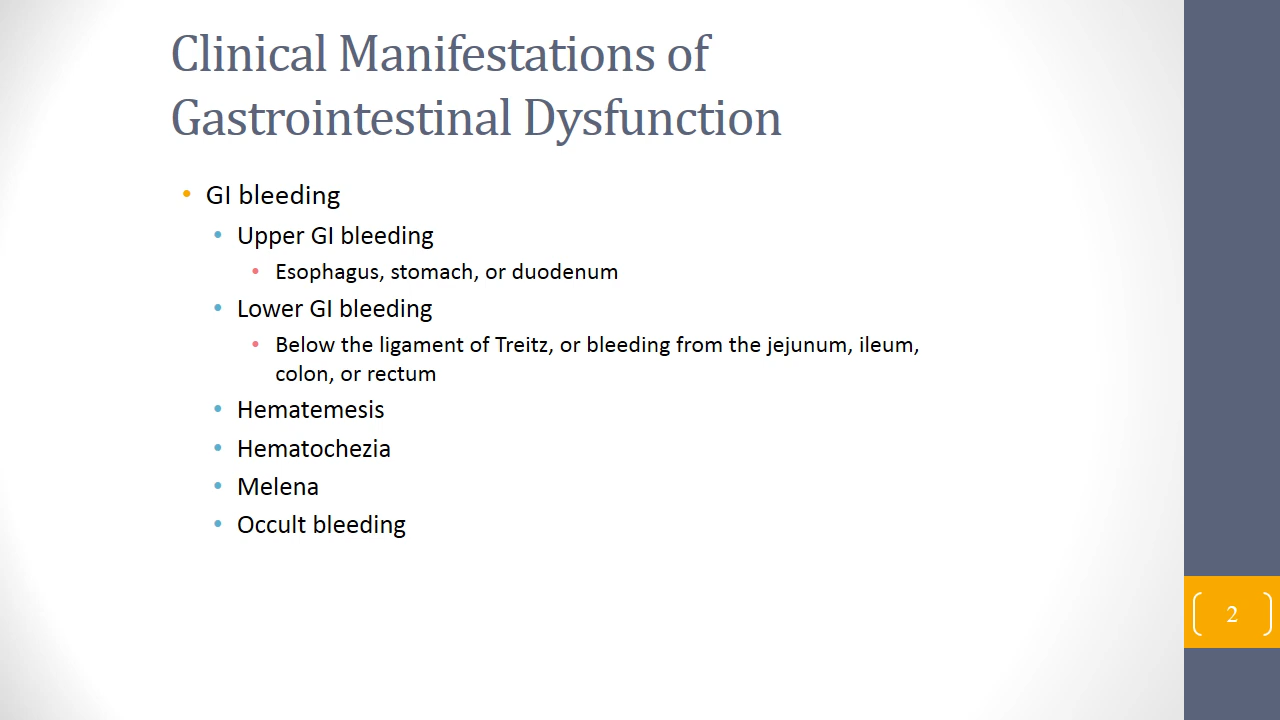 Clinical Manifestations of
Gastrointestinal Dysfunction
• GI bleeding
• Upper GI bleeding
• Esophagus, stomach, or duodenum
• Lower GI bleeding
• Below the ligament of Treitz, or bleeding from the jejunum, ileum,
colon, or rectum
• Hematemesis
• Hematochezia
• Melena
• Occult bleeding
2